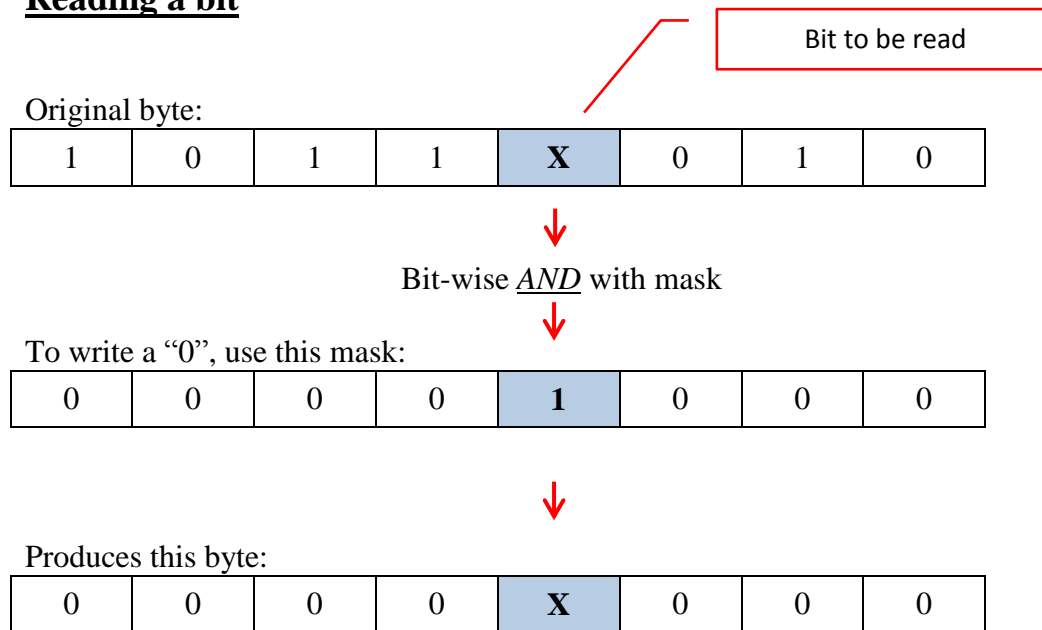 Reading a bit
Bit to be read
Original byte:
1 0 1 1 X 0 1 0
Bit-wise AND with mask
To write a “0”, use this mask:
0 0 0 0 1 0 0 0
Produces this byte:
0 0 0 0 X 0 0 0